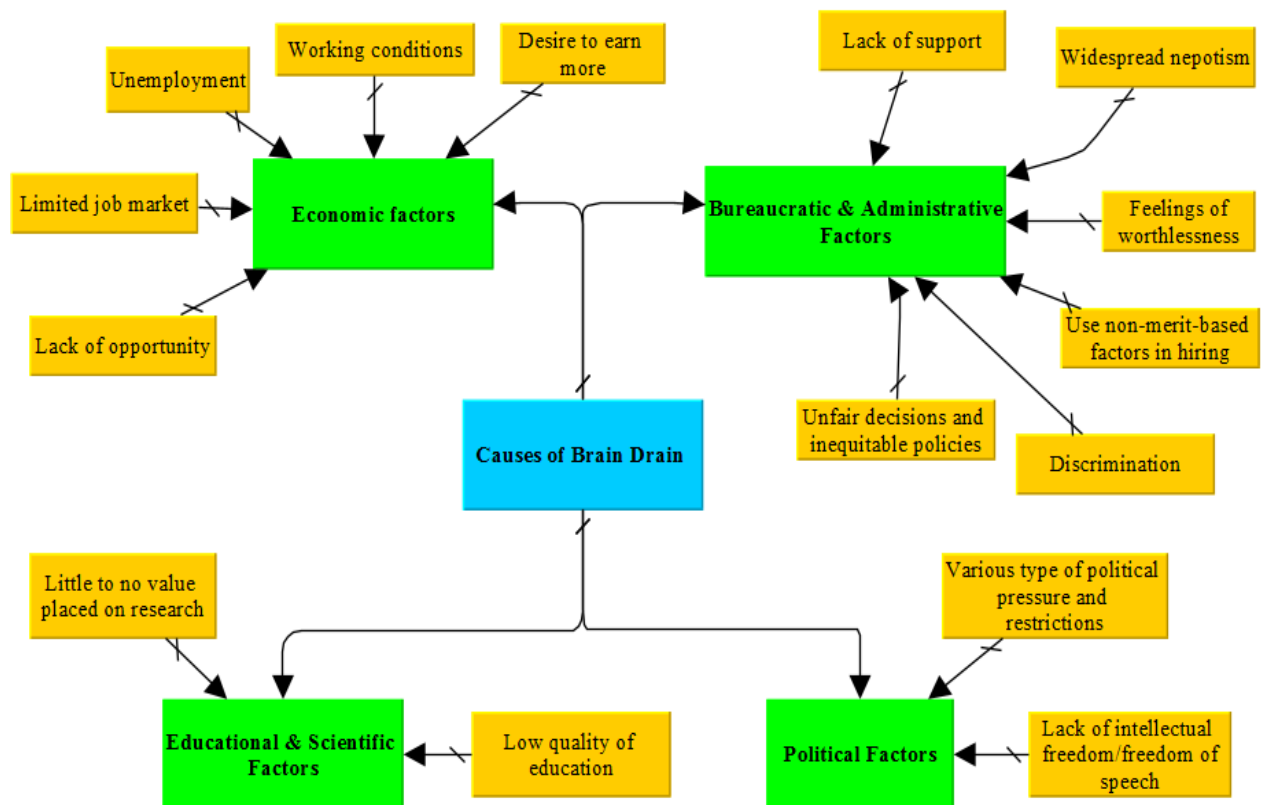 Unemployment
Working conditions
Desire to earn
more
Limited job market
Economic factors
Lack of opportunity
Lack of support
Widespread nepotism
Bureaucratic & Administrative
Factors
Feelings of
worthlessness
Use non-merit-based
factors in hiring
Unfair decisions and
inequitable policies
Discrimination
Causes of Brain Drain
Little to no value
placed on research
Educational & Scientific
Factors
Low quality of
education
Various type of political
pressure and
restrictions
Political Factors
Lack of intellectual
freedom/freedom of
speech